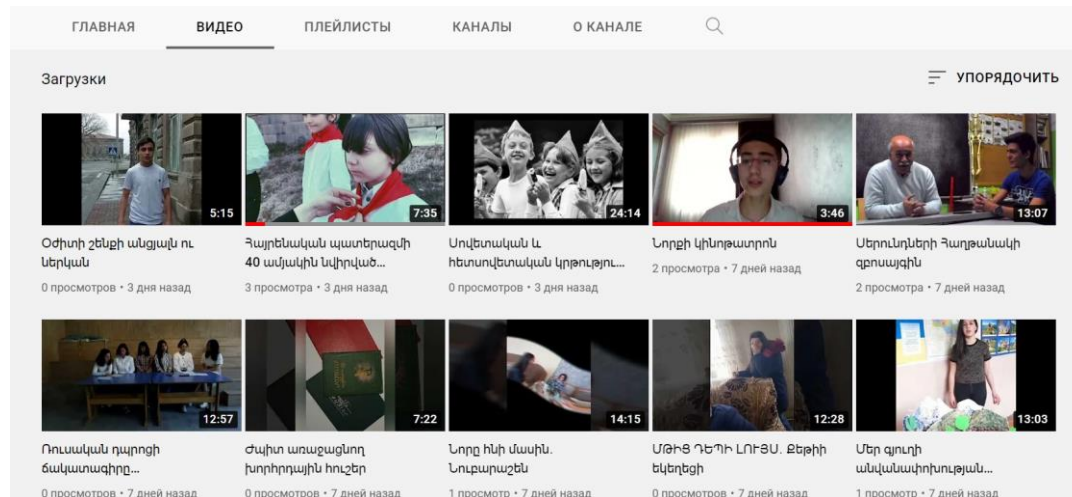 ГЛАВНАЯ ВИДЕО ПЛЕЙЛИСТЫ КАНАЛЫ О КАНАЛЕ
Загрузки УПОРЯДОЧИТЬ
5:15 7:35 24:14 3:46 13:07
Օժիտի շենքի անցյալն ու
ներկան
0 просмотров • 3 дня назад
Հայրենական պատերազմի
40 ամյակին նվիրված...
3 просмотра • 3 дня назад
Սովետական և
հետսովետական կրթությու...
0 просмотров • 3 дня назад
Նորքի կինոթատրոն
2 просмотра • 7 дней назад
Սերունդների Հաղթանակի
զբոսայգին
2 просмотра • 7 дней назад
12:57 7:22 14:15 12:28 13:03
Ռուսական դպրոցի
ճակատագիրը...
0 просмотров • 7 дней назад
Ժպիտ առաջացնող
խորհրդային հուշեր
0 просмотров • 7 дней назад
Նորը հնի մասին.
Նուբարաշեն
1 просмотр • 7 дней назад
ՄԹԻՑ ԴԵՊԻ ԼՈՒՅՍ. Քեթիի
եկեղեցի
0 просмотров • 7 дней назад
Մեր գյուղի
անվանափոխության...
1 просмотр • 7 дней назад